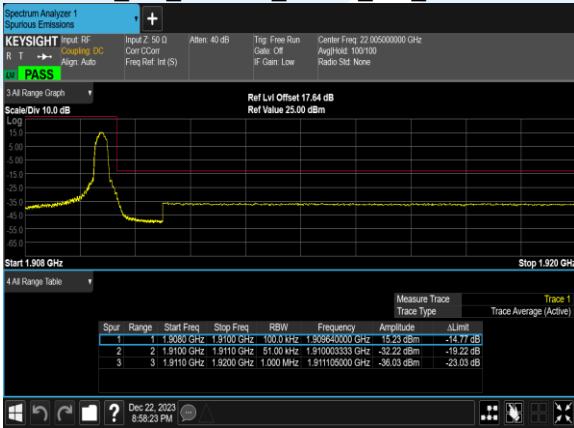 Spectrum Analyzer 1
Spurious Emissions
+
KEYSIGHT Input: RF Input Z: 50 Ω Atten: 40 dB Trig: Free Run Center Freq: 22.005000000 GHz
R T Coupling: DC Corr CCorr Gate: Off Avg|Hold: 100/100
Align: Auto Freq Ref: Int (S) IF Gain: Low Radio Std: None
PASS
3 All Range Graph
Ref Lvl Offset 17.64 dB
Scale/Div 10.0 dB Ref Value 25.00 dBm
Log
15.0
5.00
-5.00
-15.0
-25.0
-35.0
-45.0
-55.0
-65.0
Start 1.908 GHz Stop 1.920 GHz
4 All Range Table
Measure Trace Trace 1
Trace Type Trace Average (Active)
Spur Range Start Freq Stop Freq RBW Frequency Amplitude ΔLimit
1 1 1.9080 GHz 1.9100 GHz 100.0 kHz 1.909640000 GHz 15.23 dBm -14.77 dB
2 2 1.9100 GHz 1.9110 GHz 51.00 kHz 1.910003333 GHz -32.22 dBm -19.22 dB
3 3 1.9110 GHz 1.9200 GHz 1.000 MHz 1.911105000 GHz -36.03 dBm -23.03 dB
? Dec 22, 2023
8:58:23 PM